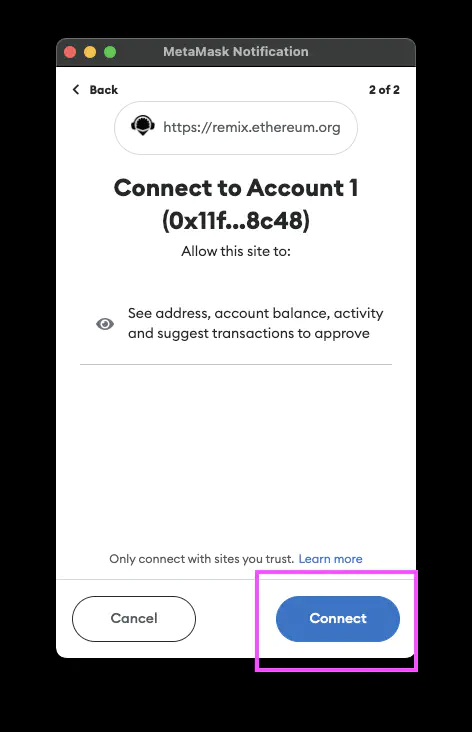 MetaMask Notification
Back
2 of 2
https://remix.ethereum.org
Connect to Account 1
(0x11f...8c48)
Allow this site to:
See address, account balance, activity
and suggest transactions to approve
Only connect with sites you trust. Learn more
Cancel
Connect